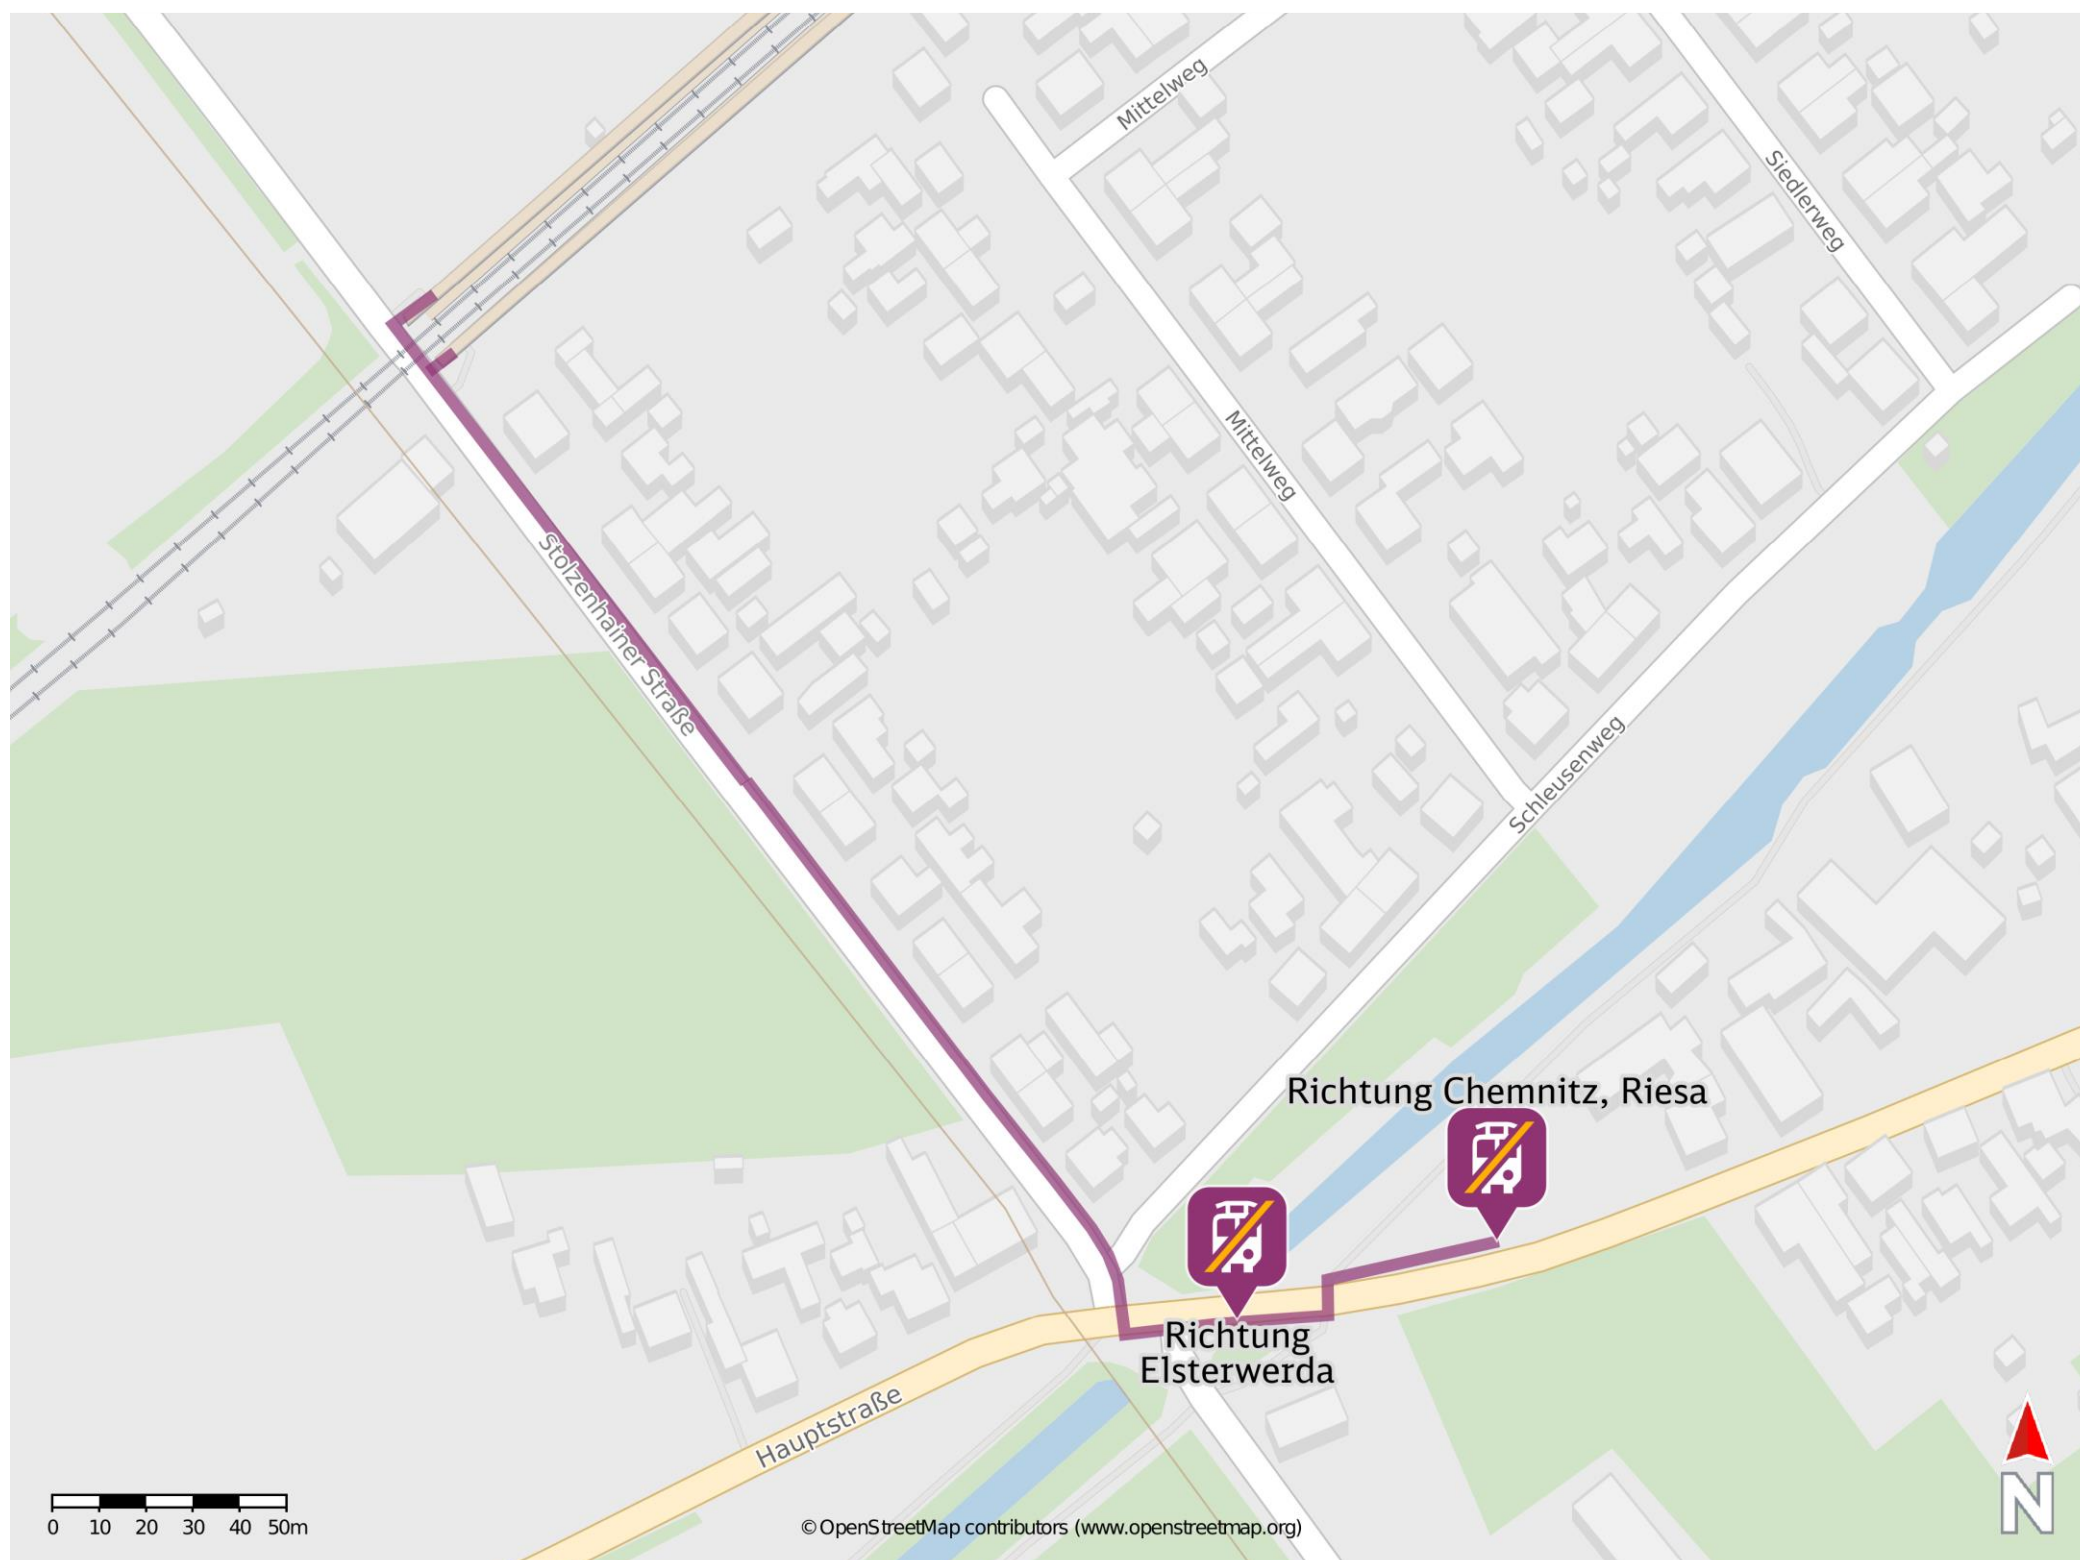 Mittelweg
Siedlerweg
Mittelweg
Stolzenhainer Straße
Schleusenweg
Richtung Chemnitz, Riesa
Richtung
Elsterwerda
Hauptstraße
N
0 10 20 30 40 50m
© OpenStreetMap contributors (www.openstreetmap.org)